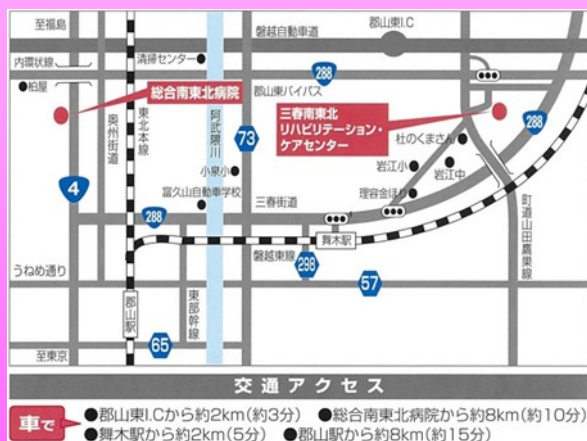 至福島
磐越自動車道
郡山東I.C
内環状線
清掃センター
288
柏屋
総合南東北病院
郡山東バイパス
三春南東北
リハビリテーション・
ケアセンター
288
奥州街道
東北本線
阿武隈川
73
杜のくまさん
小泉小
岩江小
岩江中
4
富久山自動車学校
理容金ほり
288
三春街道
町道山田鷹巣線
舞木駅
磐越東線
298
うねめ通り
57
郡山駅
東部幹線
65
至東京
交通アクセス
車で
●郡山東I.Cから約2km(約3分) ●総合南東北病院から約8km(約10分)
●舞木駅から約2km(5分) ●郡山駅から約8km(約15分)